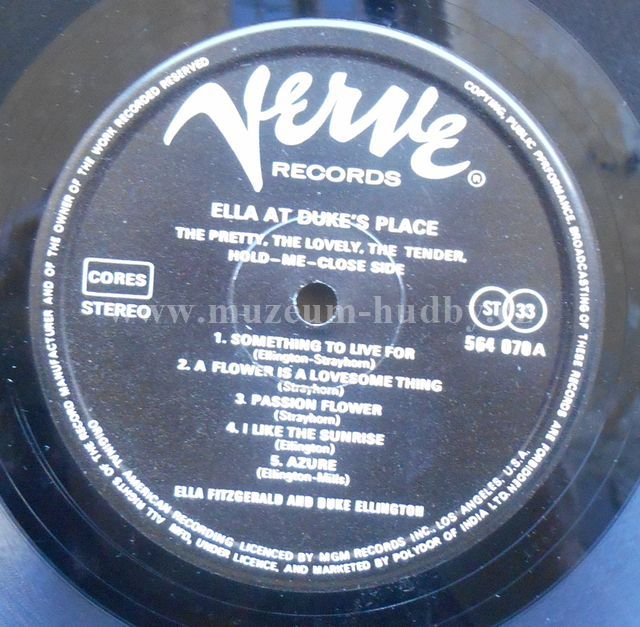 Verve
RECORDS ®
ELLA AT DUKE'S PLACE
THE PRETTY, THE LOVELY, THE TENDER,
HOLD-ME-CLOSE SIDE
CORES
STEREO
ST 33
564 070 A
1. SOMETHING TO LIVE FOR
(Ellington-Strayhorn)
2. A FLOWER IS A LOVESOME THING
(Strayhorn)
3. PASSION FLOWER
(Strayhorn)
4. I LIKE THE SUNRISE
(Ellington)
5. AZURE
(Ellington-Mills)
ELLA FITZGERALD AND DUKE ELLINGTON
AMERICAN RECORDING LICENCED BY MGM RECORDS INC. LOS ANGELES, U.S.A.
MFD. UNDER LICENCE, AND MARKETED BY POLYDOR OF INDIA LTD.
ALL RIGHTS OF THE RECORD MANUFACTURER AND OF THE OWNER OF THE WORK RECORDED RESERVED
COPYING, PUBLIC PERFORMANCE BROADCASTING OF THESE RECORDS ARE FORBIDDEN
www.muzeum-hudby.